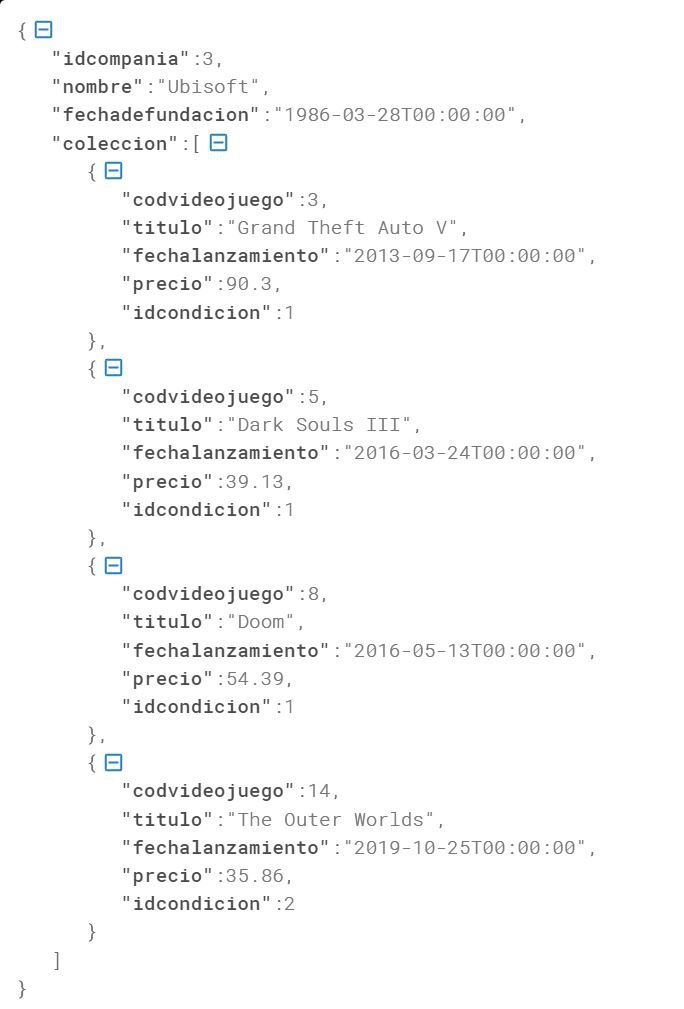 {
"idcompania":3,
"nombre":"Ubisoft",
"fechadefundacion":"1986-03-28T00:00:00",
"coleccion":[
{
"codvideojuego":3,
"titulo":"Grand Theft Auto V",
"fechalanzamiento":"2013-09-17T00:00:00",
"precio":90.3,
"idcondicion":1
},
{
"codvideojuego":5,
"titulo":"Dark Souls III",
"fechalanzamiento":"2016-03-24T00:00:00",
"precio":39.13,
"idcondicion":1
},
{
"codvideojuego":8,
"titulo":"Doom",
"fechalanzamiento":"2016-05-13T00:00:00",
"precio":54.39,
"idcondicion":1
},
{
"codvideojuego":14,
"titulo":"The Outer Worlds",
"fechalanzamiento":"2019-10-25T00:00:00",
"precio":35.86,
"idcondicion":2
}
]
}